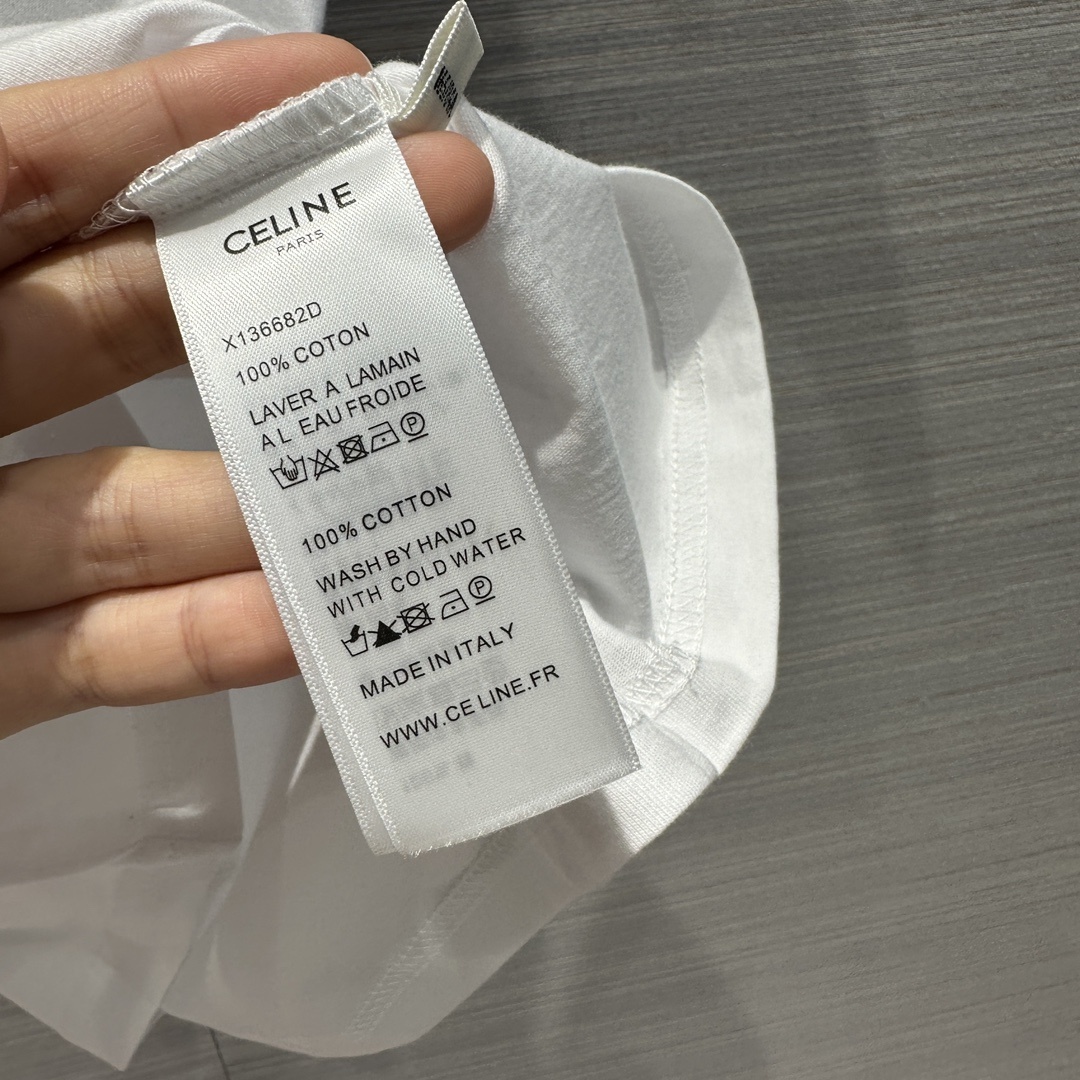 CELINE
PARIS
X136682D
100% COTON
LAVER A LAMAIN
A L EAU FROIDE
P
100% COTTON
WASH BY HAND
WITH COLD WATER
P
MADE IN ITALY
WWW.CE LINE.FR